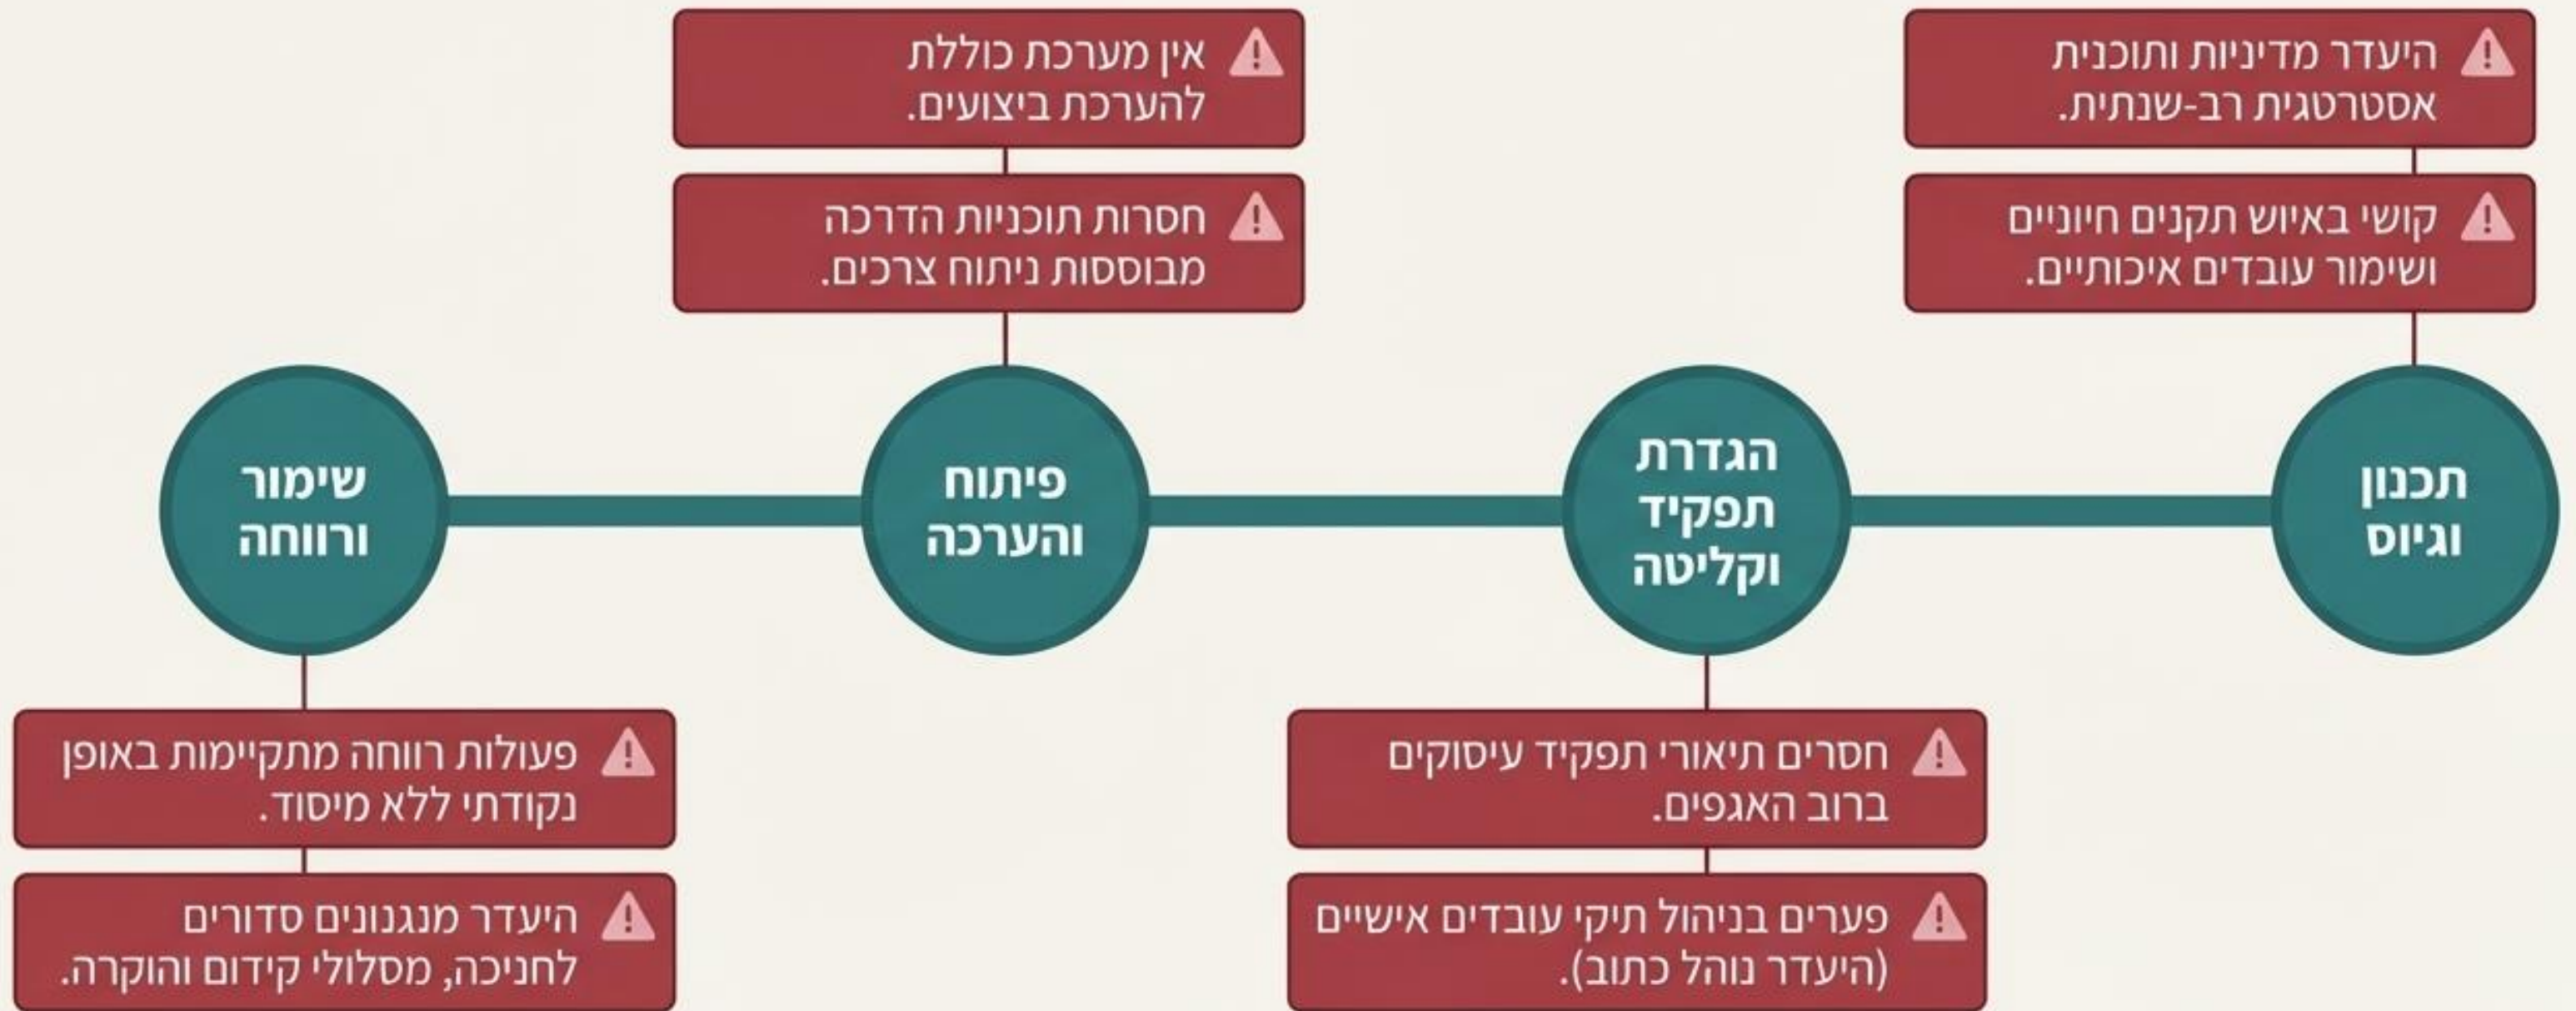 היעדר מדיניות ותוכנית
אסטרטגית רב-שנתית.
קושי באיוש תקנים חיוניים
ושימור עובדים איכותיים.
תכנון
וגיוס
הגדרת
תפקיד
וקליטה
חסרים תיאורי תפקיד עיסוקים
ברוב האגפים.
פערים בניהול תיקי עובדים אישיים
(היעדר נוהל כתוב).
אין מערכת כוללת
להערכת ביצועים.
חסרות תוכניות הדרכה
מבוססות ניתוח צרכים.
פיתוח
והערכה
שימור
ורווחה
פעולות רווחה מתקיימות באופן
נקודתי ללא מיסוד.
היעדר מנגנונים סדורים
לחניכה, מסלולי קידום והוקרה.